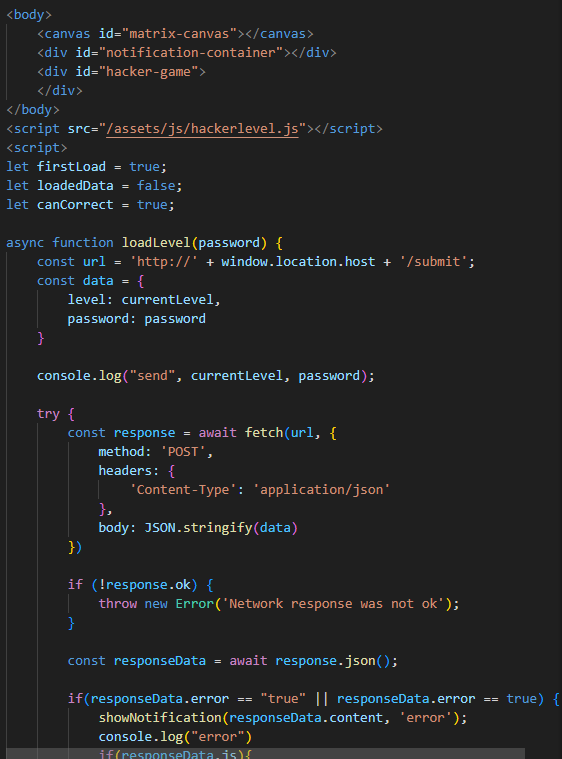 <body>
<canvas id="matrix-canvas"></canvas>
<div id="notification-container"></div>
<div id="hacker-game">
</div>
</body>
<script src="/assets/js/hackerlevel.js"></script>
<script>
let firstLoad = true;
let loadedData = false;
let canCorrect = true;
async function loadLevel(password) {
const url = 'http://' + window.location.host + '/submit';
const data = {
level: currentLevel,
password: password
}
console.log("send", currentLevel, password);
try {
const response = await fetch(url, {
method: 'POST',
headers: {
'Content-Type': 'application/json'
},
body: JSON.stringify(data)
})
if (!response.ok) {
throw new Error('Network response was not ok');
}
const responseData = await response.json();
if(responseData.error == "true" || responseData.error == true) {
showNotification(responseData.content, 'error');
console.log("error")
if(responseData.js){